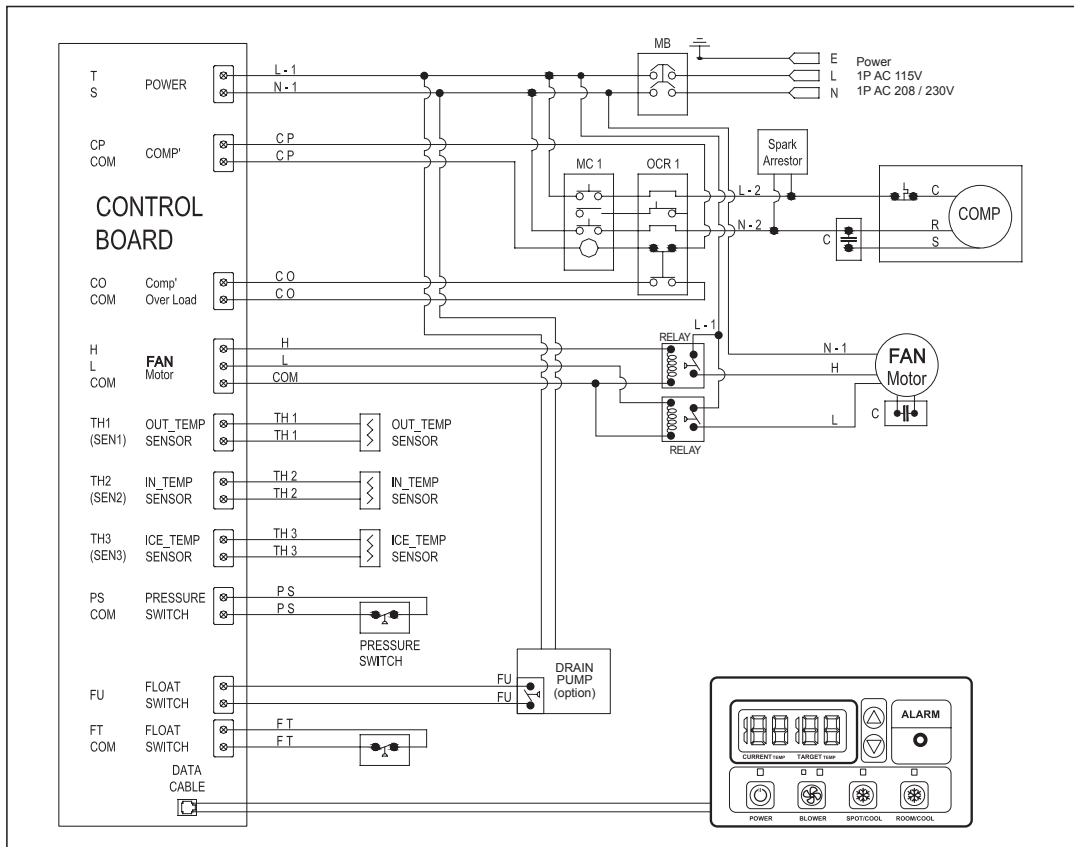 MB
E
L
N
Power
1P AC 115V
1P AC 208 / 230V
T
S
POWER
L - 1
N - 1
CP
COM
COMP'
C P
C P
CONTROL
BOARD
MC 1
OCR 1
Spark
Arrestor
L - 2
N - 2
C
R
S
COMP
C
CO
COM
Comp'
Over Load
C O
C O
H
L
COM
FAN
Motor
H
L
COM
RELAY
L - 1
RELAY
N - 1
H
L
FAN
Motor
C
TH1
(SEN1)
OUT_TEMP
SENSOR
TH 1
TH 1
OUT_TEMP
SENSOR
TH2
(SEN2)
IN_TEMP
SENSOR
TH 2
TH 2
IN_TEMP
SENSOR
TH3
(SEN3)
ICE_TEMP
SENSOR
TH 3
TH 3
ICE_TEMP
SENSOR
PS
COM
PRESSURE
SWITCH
P S
P S
PRESSURE
SWITCH
FU
FLOAT
SWITCH
FU
FU
DRAIN
PUMP
(option)
FT
COM
FLOAT
SWITCH
F T
F T
DATA
CABLE
188 188
CURRENT TEMP TARGET TEMP
ALARM
POWER BLOWER SPOT/COOL ROOM/COOL